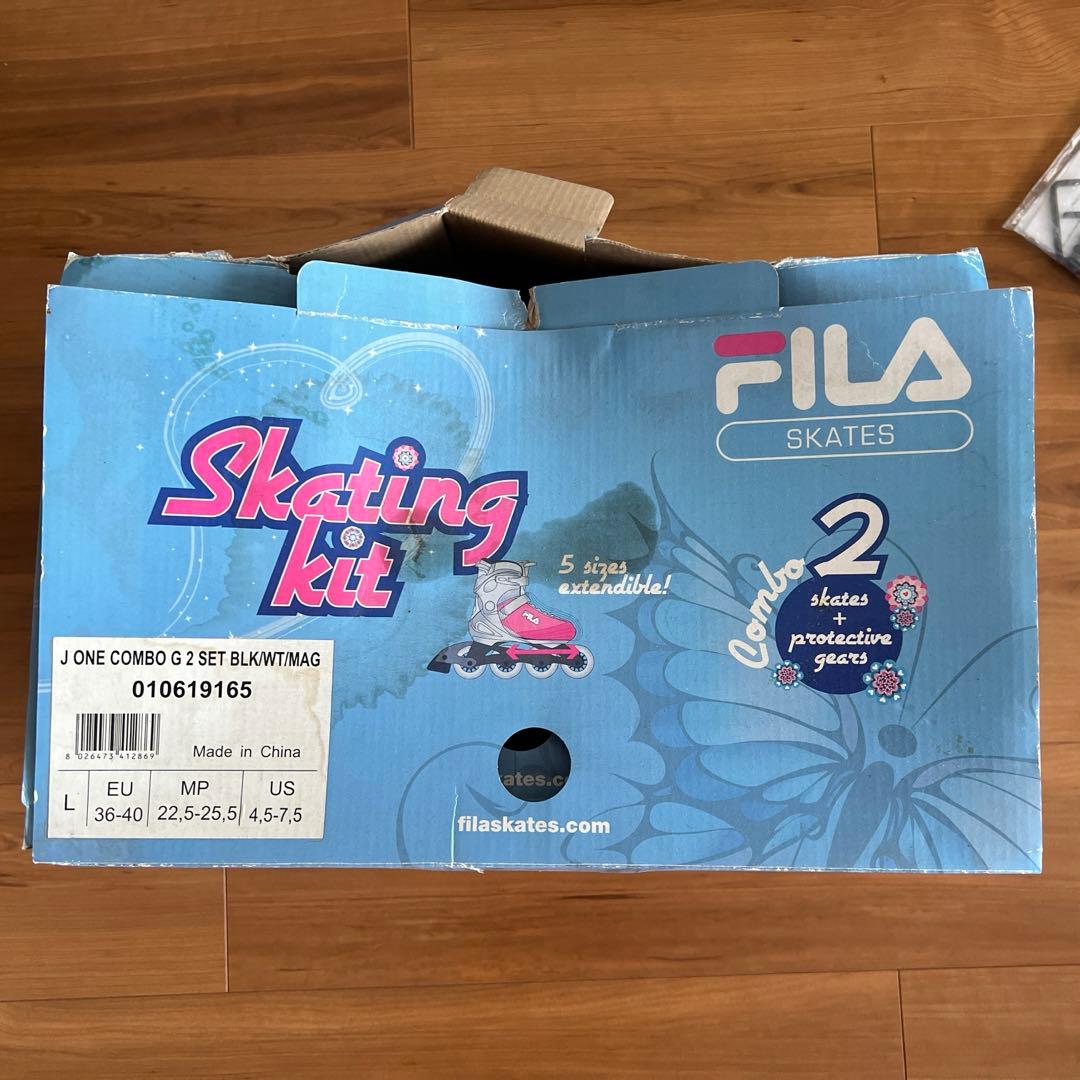 FILA
SKATES
Skating
kit
5 sizes
extendible!
FILA
Combo 2
skates
+
protective
gears
J ONE COMBO G 2 SET BLK/WT/MAG
010619165
8 026473 412869
Made in China
L
EU
36-40
MP
22,5-25,5
US
4,5-7,5
ates.c
filaskates.com